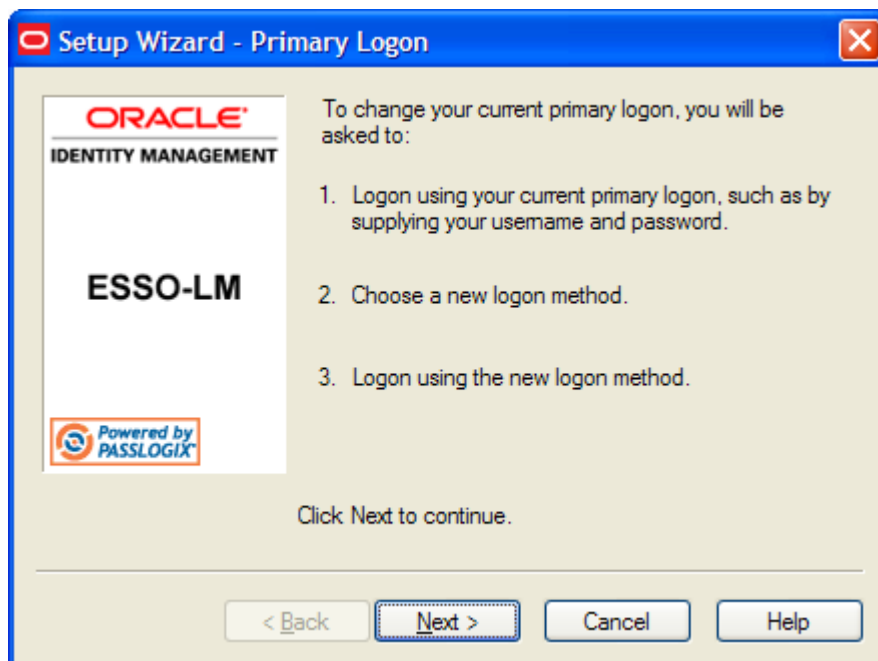 Setup Wizard - Primary Logon
ORACLE
IDENTITY MANAGEMENT
ESSO-LM
Powered by
PASSLOGIX
To change your current primary logon, you will be
asked to:
1. Logon using your current primary logon, such as by
supplying your username and password.
2. Choose a new logon method.
3. Logon using the new logon method.
Click Next to continue.
< Back
Next >
Cancel
Help